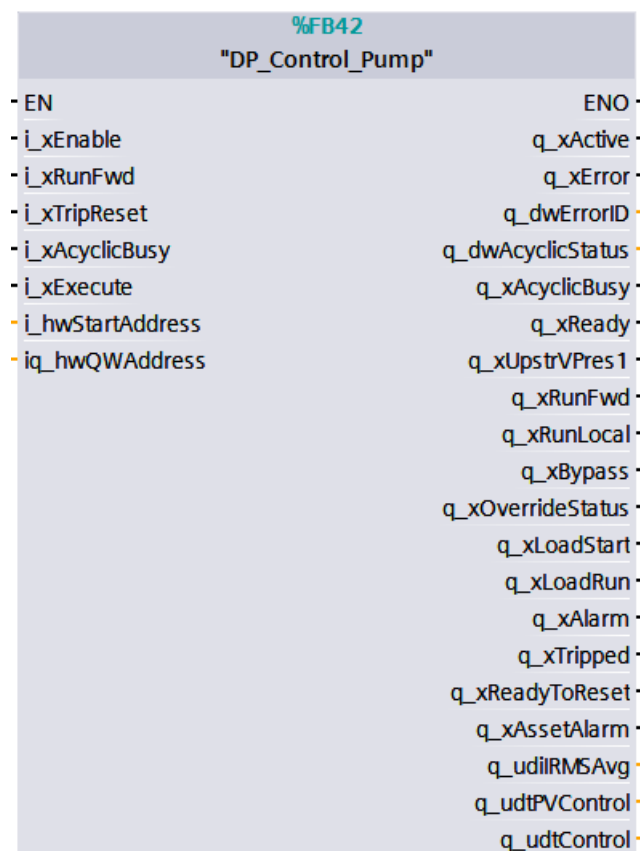 %FB42
"DP_Control_Pump"
EN ENO
i_xEnable q_xActive
i_xRunFwd q_xError
i_xTripReset q_dwErrorID
i_xAcyclicBusy q_dwAcyclicStatus
i_xExecute q_xAcyclicBusy
i_hwStartAddress q_xReady
iq_hwQWAddress q_xUpstrVPres1
q_xRunFwd
q_xRunLocal
q_xBypass
q_xOverrideStatus
q_xLoadStart
q_xLoadRun
q_xAlarm
q_xTripped
q_xReadyToReset
q_xAssetAlarm
q_udiIRMSAvg
q_udtPVControl
q_udtControl